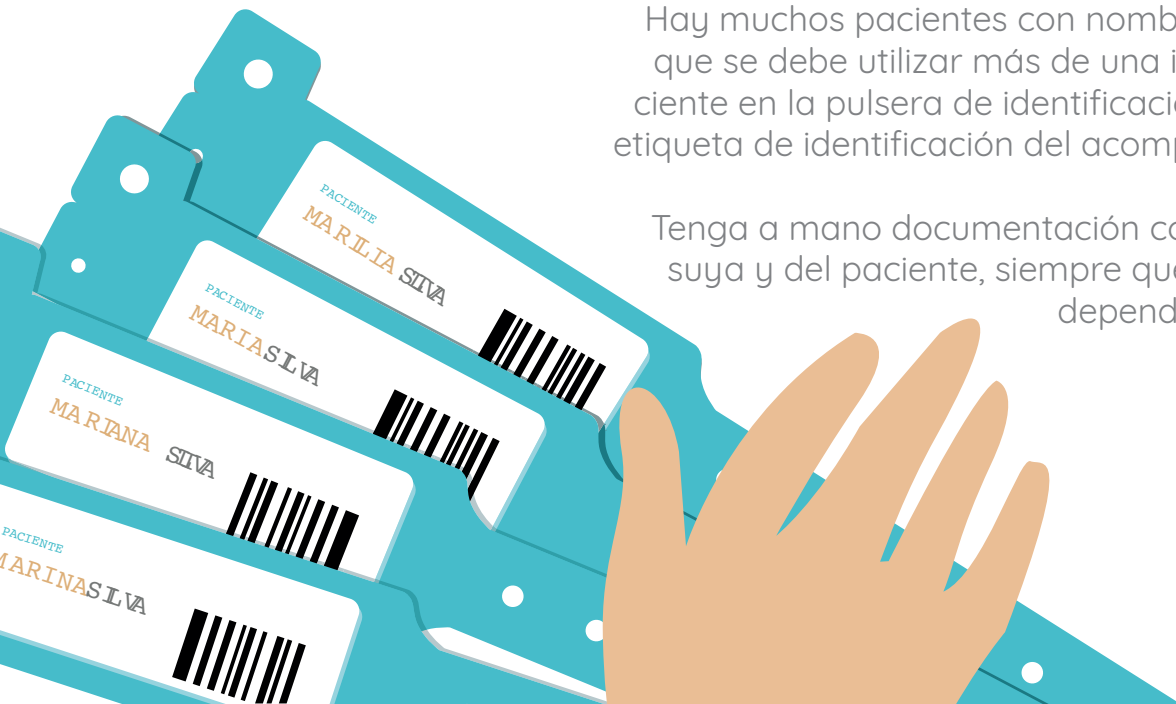 Hay muchos pacientes con nomb
que se debe utilizar más de una i
ciente en la pulsera de identificaci
etiqueta de identificación del acom
Tenga a mano documentación co
suya y del paciente, siempre que
depend
PACIENTE
MARILIA SILVA
PACIENTE
MARIA SILVA
PACIENTE
MARIANA SILVA
PACIENTE
MARINA SILVA